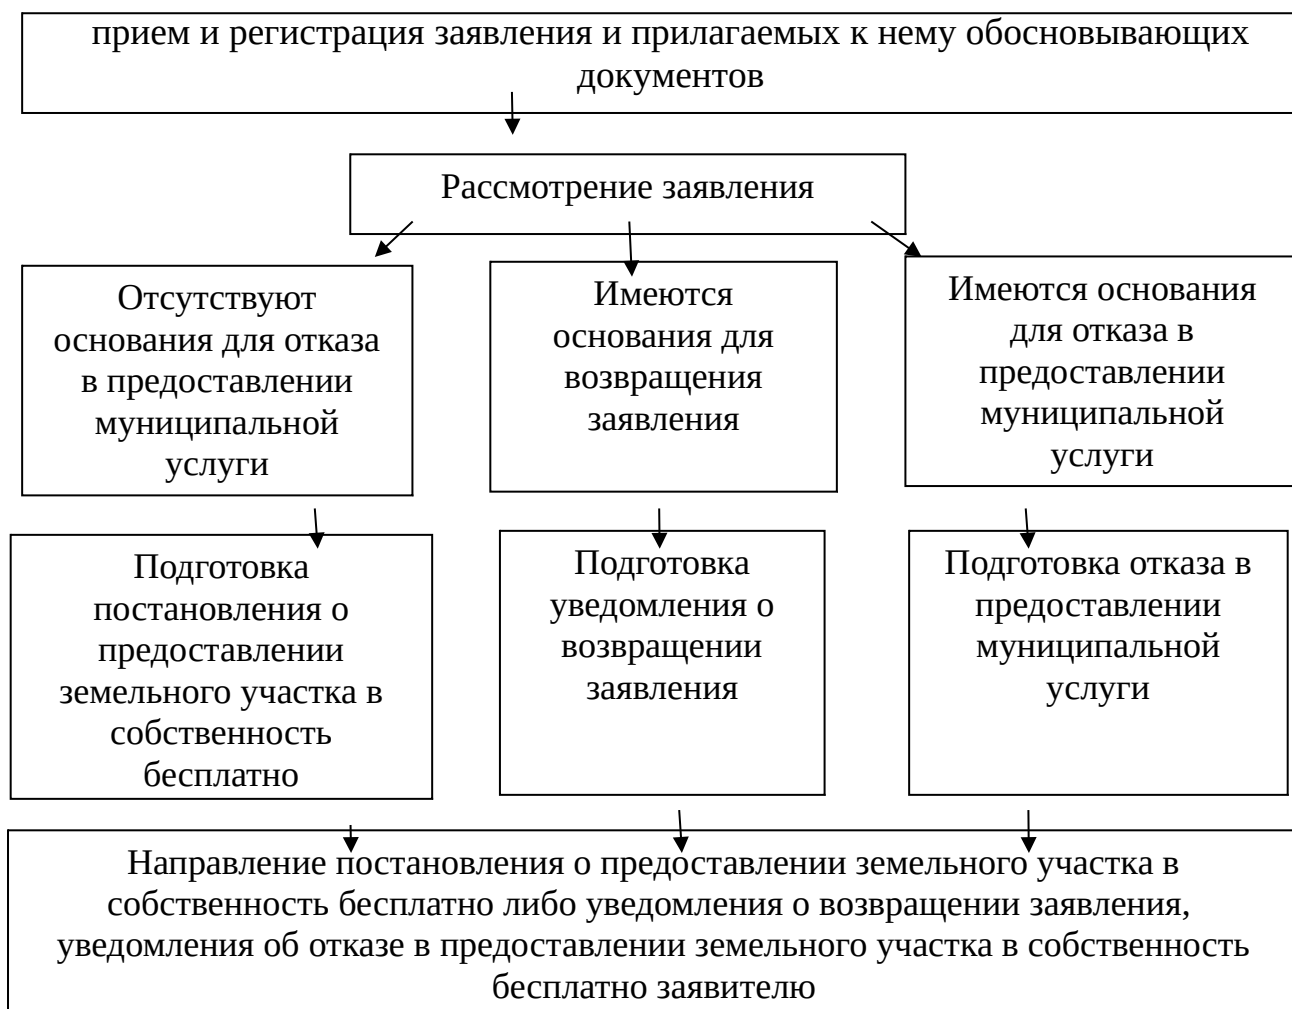 прием и регистрация заявления и прилагаемых к нему обосновывающих
документов
Рассмотрение заявления
Отсутствуют
основания для отказа
в предоставлении
муниципальной
услуги
Имеются
основания для
возвращения
заявления
Имеются основания
для отказа в
предоставлении
муниципальной
услуги
Подготовка
постановления о
предоставлении
земельного участка в
собственность
бесплатно
Подготовка
уведомления о
возвращении
заявления
Подготовка отказа в
предоставлении
муниципальной
услуги
Направление постановления о предоставлении земельного участка в
собственность бесплатно либо уведомления о возвращении заявления,
уведомления об отказе в предоставлении земельного участка в собственность
бесплатно заявителю